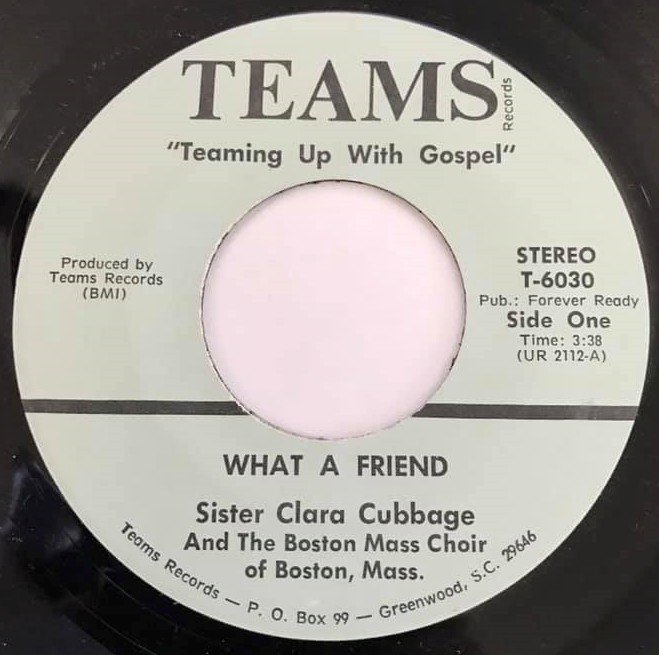 TEAMS Records
"Teaming Up With Gospel"
Produced by
Teams Records
(BMI)
STEREO
T-6030
Pub.: Forever Ready
Side One
Time: 3:38
(UR 2112-A)
WHAT A FRIEND
Sister Clara Cubbage
And The Boston Mass Choir
of Boston, Mass.
Teams Records — P. O. Box 99 — Greenwood, S.C. 29646